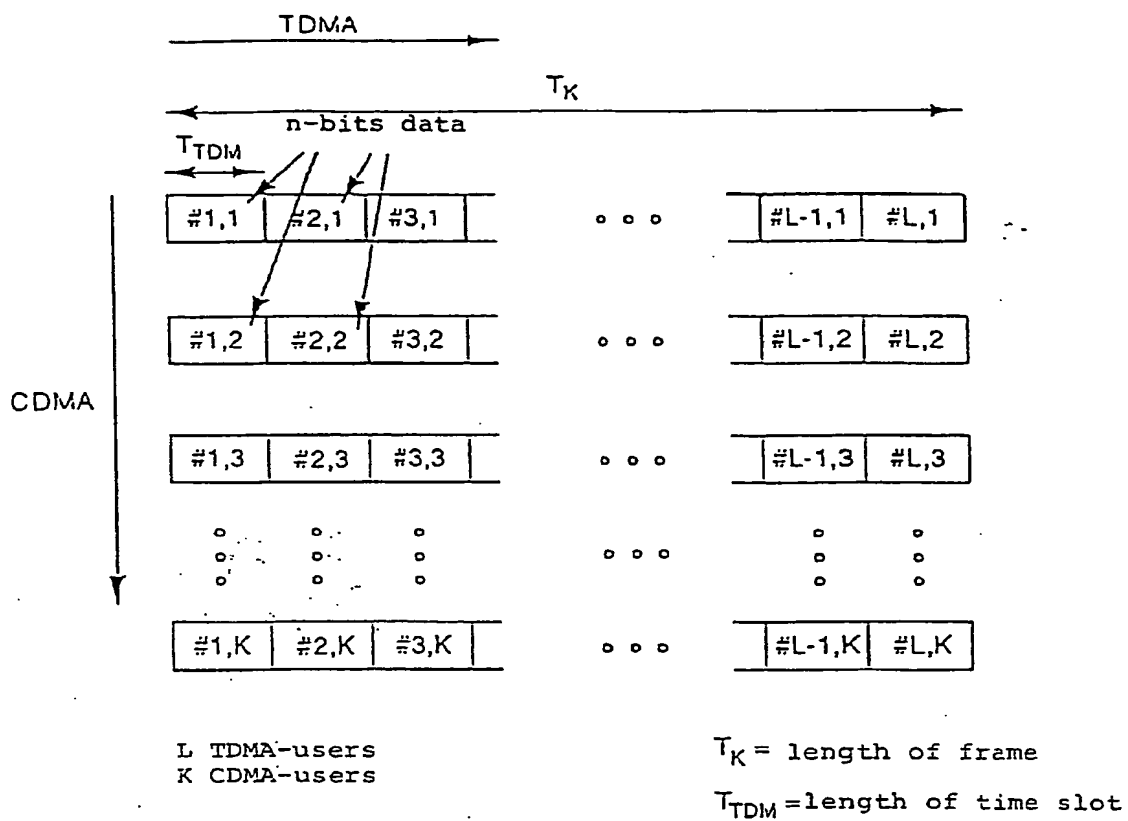 TDMA
T_K
n-bits data
T_TDM
#1,1 #2,1 #3,1 ∘ ∘ ∘ #L-1,1 #L,1
#1,2 #2,2 #3,2 ∘ ∘ ∘ #L-1,2 #L,2
CDMA
#1,3 #2,3 #3,3 ∘ ∘ ∘ #L-1,3 #L,3
#1,K #2,K #3,K ∘ ∘ ∘ #L-1,K #L,K
L TDMA-users
K CDMA-users
T_K = length of frame
T_TDM =length of time slot